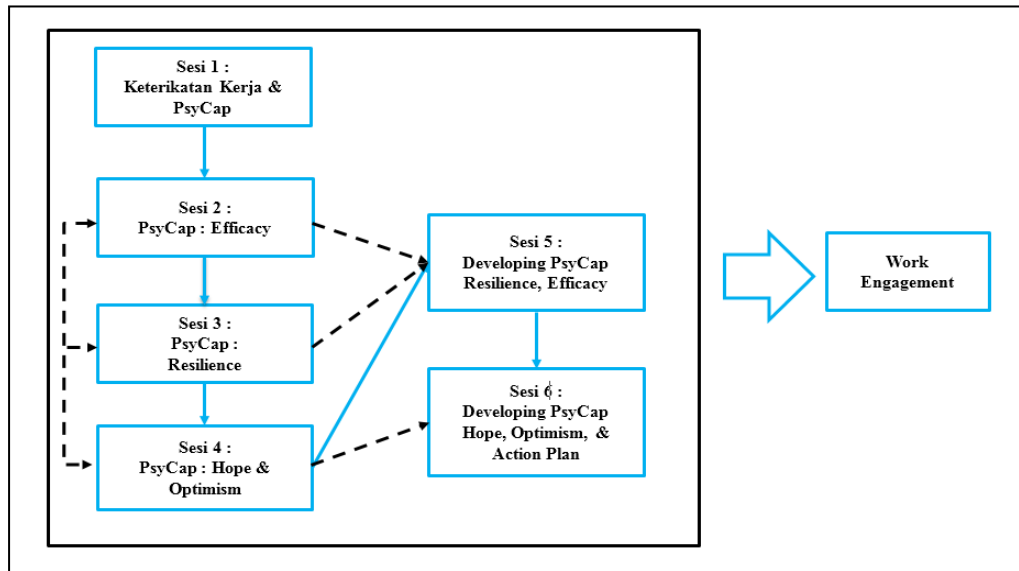 Sesi 1 :
Keterikatan Kerja &
PsyCap
Sesi 2 :
PsyCap : Efficacy
Sesi 3 :
PsyCap :
Resilience
Sesi 4 :
PsyCap : Hope &
Optimism
Sesi 5 :
Developing PsyCap
Resilience, Efficacy
Sesi 6 :
Developing PsyCap
Hope, Optimism, &
Action Plan
Work
Engagement